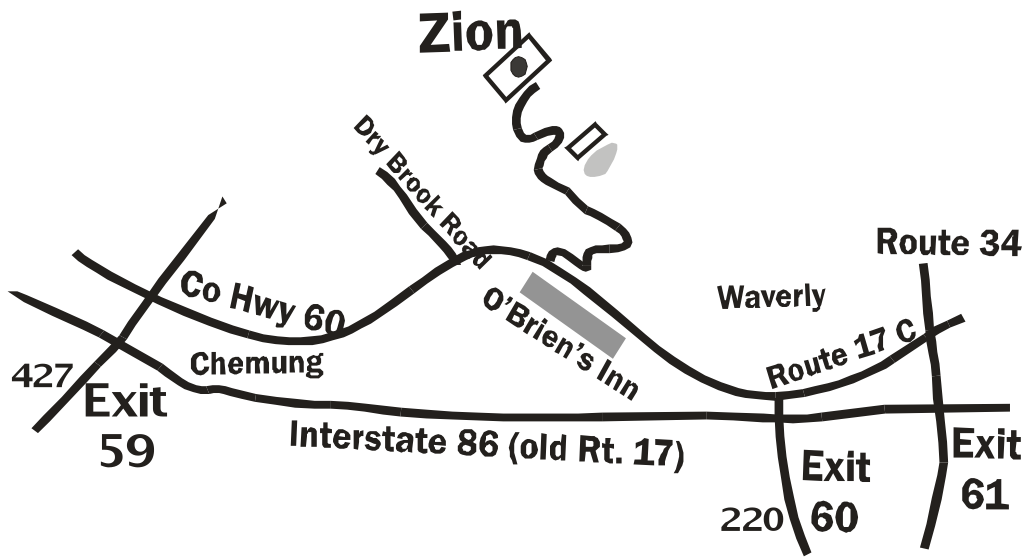 Zion
Dry Brook Road
Route 34
Co Hwy 60
O'Brien's Inn
Waverly
Route 17 C
Chemung
427
Exit
59
Interstate 86 (old Rt. 17)
Exit
61
Exit
60
220